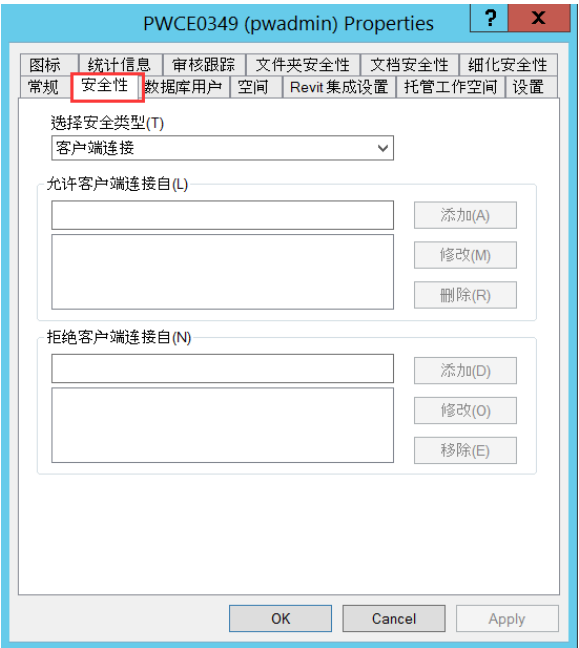 PWCE0349 (pwadmin) Properties ? x
图标 统计信息 审核跟踪 文件夹安全性 文档安全性 细化安全性
常规 安全性 数据库用户 空间 Revit 集成设置 托管工作空间 设置
选择安全类型(T)
客户端连接
允许客户端连接自(L)
添加(A)
修改(M)
删除(R)
拒绝客户端连接自(N)
添加(D)
修改(O)
移除(E)
OK Cancel Apply